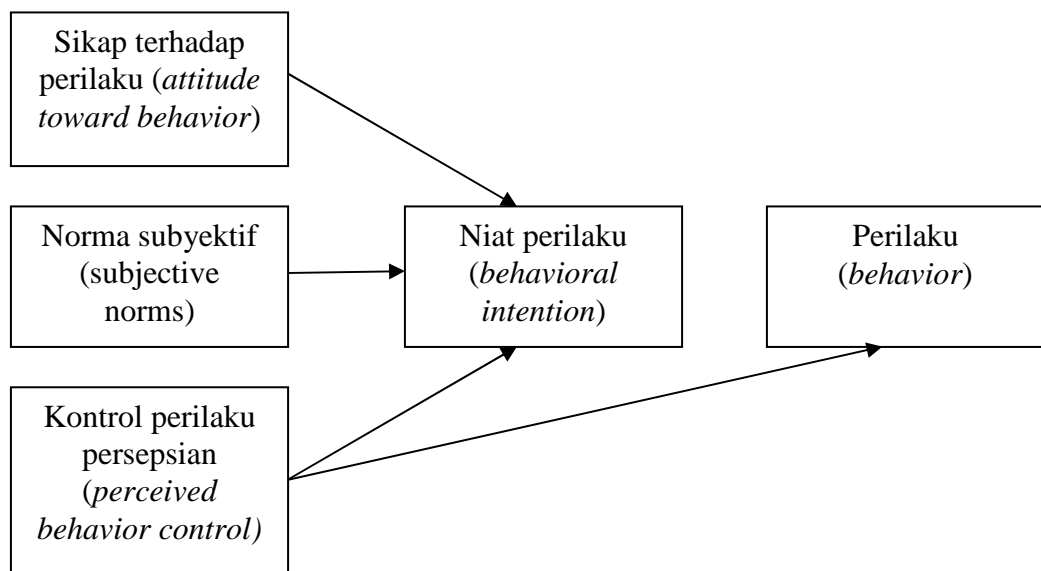 Sikap terhadap
perilaku (attitude
toward behavior)
Norma subyektif
(subjective
norms)
Kontrol perilaku
persepsian
(perceived
behavior control)
Niat perilaku
(behavioral
intention)
Perilaku
(behavior)